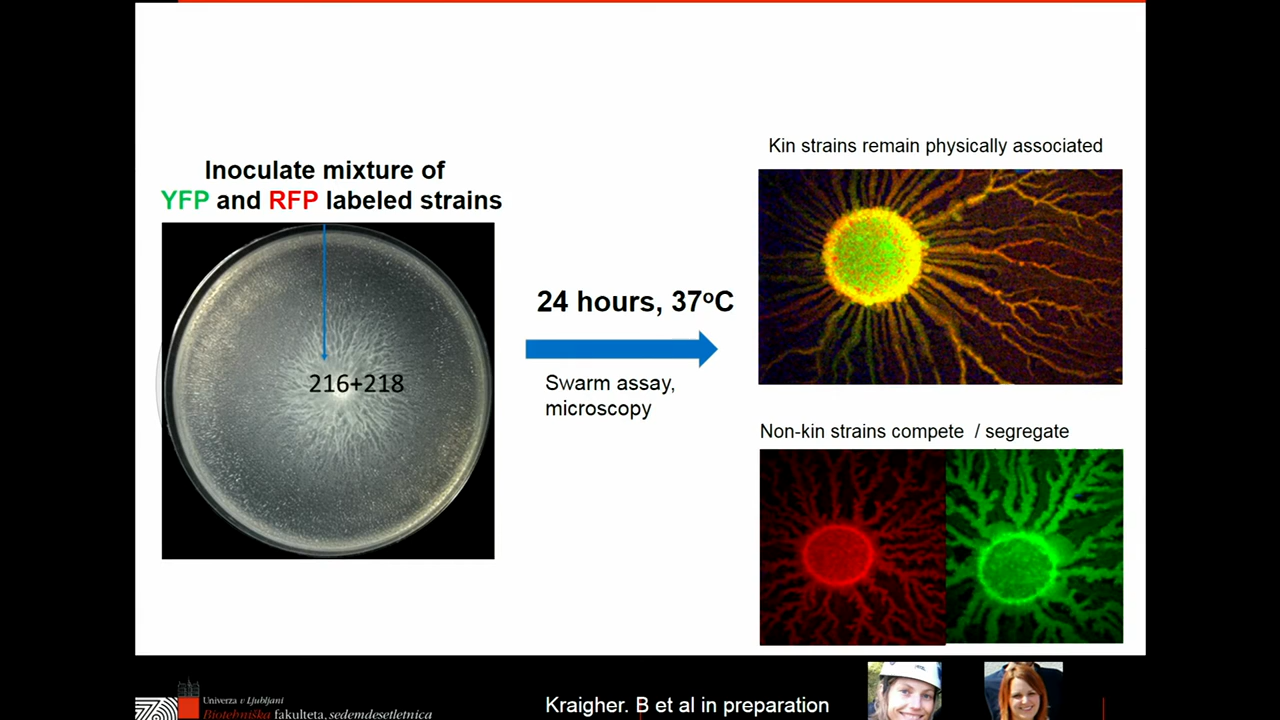 Kin strains remain physically associated
Inoculate mixture of
YFP and RFP labeled strains
216+218
24 hours, 37°C
Swarm assay,
microscopy
Non-kin strains compete / segregate
Univerza v Ljubljani
Biotehniška fakulteta, sedemdesetletnica
Kraigher. B et al in preparation